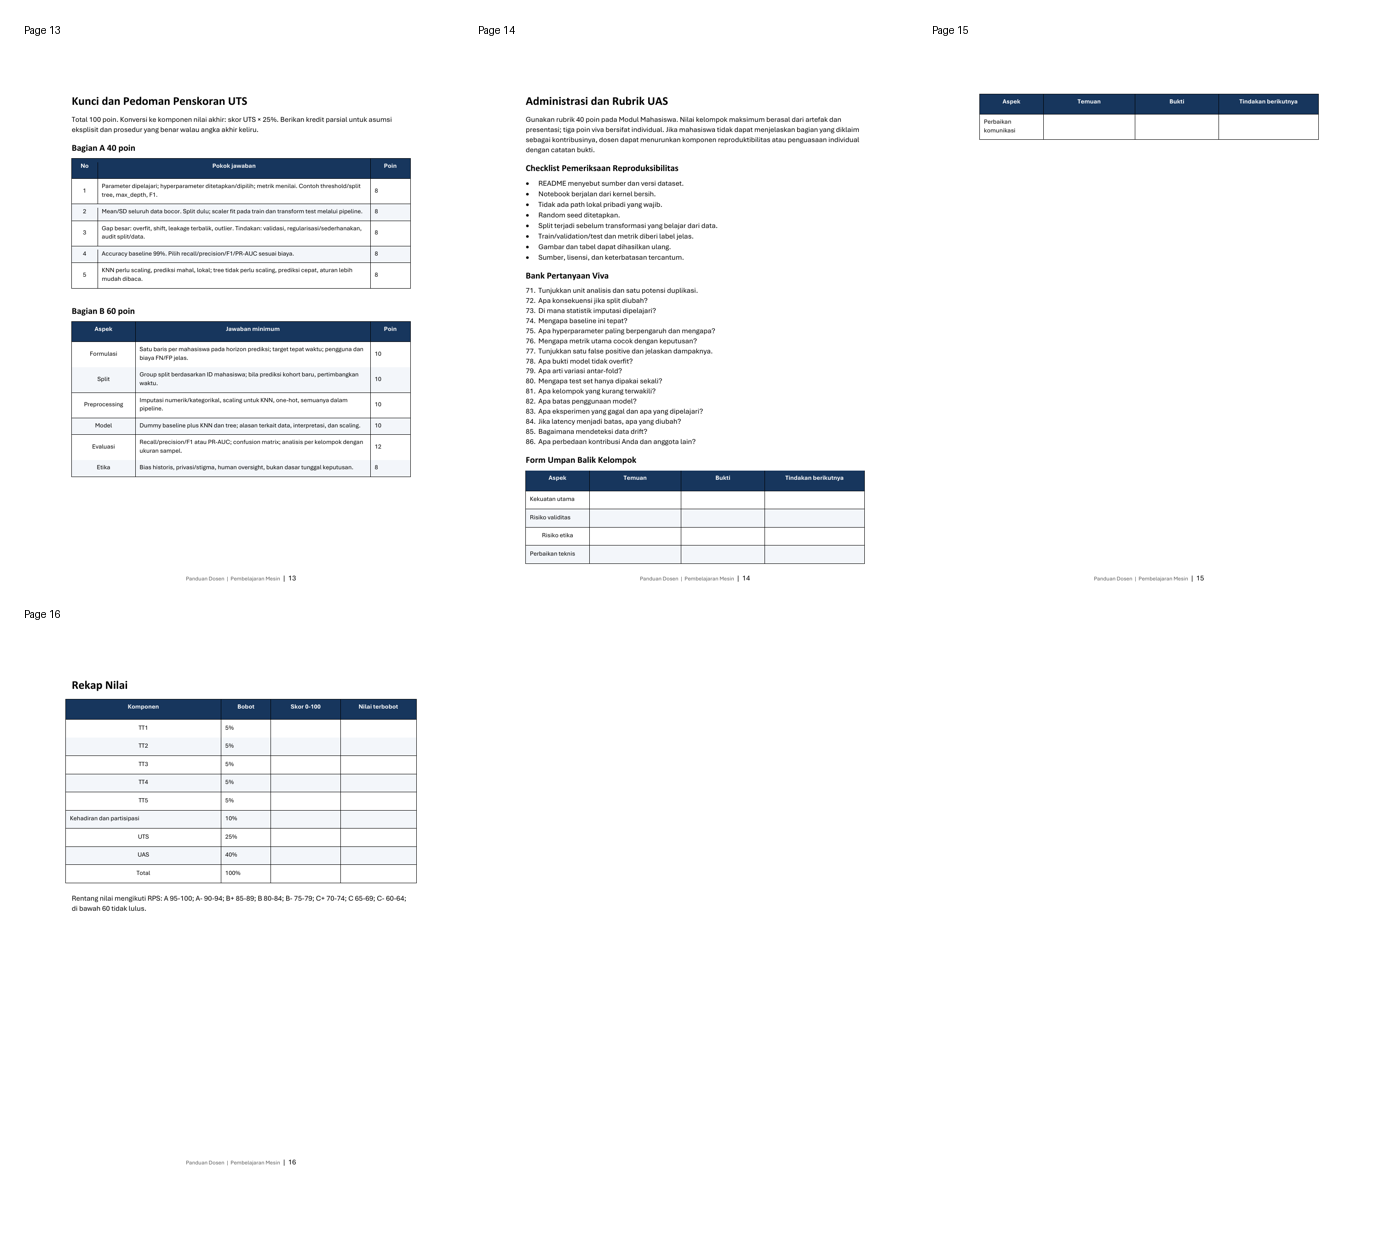 Page 13
Kunci dan Pedoman Penskoran UTS
Total 100 poin. Konversi ke komponen nilai akhir: skor UTS × 25%. Berikan kredit parsial untuk asumsi
eksplisit dan prosedur yang benar walau angka akhir keliru.
Bagian A 40 poin
No Pokok jawaban Poin
1 Parameter dipelajari; hyperparameter ditetapkan/dipilih; metrik menilai. Contoh threshold/split
tree, max_depth, F1. 8
2 Mean/SD seluruh data bocor. Split dulu; scaler fit pada train dan transform test melalui pipeline. 8
3 Gap besar: overfit, shift, leakage terbalik, outlier. Tindakan: validasi, regularisasi/sederhanakan,
audit split/data. 8
4 Accuracy baseline 99%. Pilih recall/precision/F1/PR-AUC sesuai biaya. 8
5 KNN perlu scaling, prediksi mahal, lokal; tree tidak perlu scaling, prediksi cepat, aturan lebih
mudah dibaca. 8
Bagian B 60 poin
Aspek Jawaban minimum Poin
Formulasi Satu baris per mahasiswa pada horizon prediksi; target tepat waktu; pengguna dan
biaya FN/FP jelas. 10
Split Group split berdasarkan ID mahasiswa; bila prediksi kohort baru, pertimbangkan
waktu. 10
Preprocessing Imputasi numerik/kategorikal, scaling untuk KNN, one-hot, semuanya dalam
pipeline. 10
Model Dummy baseline plus KNN dan tree; alasan terkait data, interpretasi, dan scaling. 10
Evaluasi Recall/precision/F1 atau PR-AUC; confusion matrix; analisis per kelompok dengan
ukuran sampel. 12
Etika Bias historis, privasi/stigma, human oversight, bukan dasar tunggal keputusan. 8
Panduan Dosen | Pembelajaran Mesin | 13
Page 14
Administrasi dan Rubrik UAS
Gunakan rubrik 40 poin pada Modul Mahasiswa. Nilai kelompok maksimum berasal dari artefak dan
presentasi; tiga poin viva bersifat individual. Jika mahasiswa tidak dapat menjelaskan bagian yang diklaim
sebagai kontribusinya, dosen dapat menurunkan komponen reproduktibilitas atau penguasaan individual
dengan catatan bukti.
Checklist Pemeriksaan Reproduksibilitas
• README menyebut sumber dan versi dataset.
• Notebook berjalan dari kernel bersih.
• Tidak ada path lokal pribadi yang wajib.
• Random seed ditetapkan.
• Split terjadi sebelum transformasi yang belajar dari data.
• Train/validation/test dan metrik diberi label jelas.
• Gambar dan tabel dapat dihasilkan ulang.
• Sumber, lisensi, dan keterbatasan tercantum.
Bank Pertanyaan Viva
71. Tunjukkan unit analisis dan satu potensi duplikasi.
72. Apa konsekuensi jika split diubah?
73. Di mana statistik imputasi dipelajari?
74. Mengapa baseline ini tepat?
75. Apa hyperparameter paling berpengaruh dan mengapa?
76. Mengapa metrik utama cocok dengan keputusan?
77. Tunjukkan satu false positive dan jelaskan dampaknya.
78. Apa bukti model tidak overfit?
79. Apa arti variasi antar-fold?
80. Mengapa test set hanya dipakai sekali?
81. Apa kelompok yang kurang terwakili?
82. Apa batas penggunaan model?
83. Apa eksperimen yang gagal dan apa yang dipelajari?
84. Jika latency menjadi batas, apa yang diubah?
85. Bagaimana mendeteksi data drift?
86. Apa perbedaan kontribusi Anda dan anggota lain?
Form Umpan Balik Kelompok
Aspek Temuan Bukti Tindakan berikutnya
Kekuatan utama
Risiko validitas
Risiko etika
Perbaikan teknis
Panduan Dosen | Pembelajaran Mesin | 14
Page 15
Aspek Temuan Bukti Tindakan berikutnya
Perbaikan
komunikasi
Panduan Dosen | Pembelajaran Mesin | 15
Page 16
Rekap Nilai
Komponen Bobot Skor 0-100 Nilai terbobot
TT1 5%
TT2 5%
TT3 5%
TT4 5%
TT5 5%
Kehadiran dan partisipasi 10%
UTS 25%
UAS 40%
Total 100%
Rentang nilai mengikuti RPS: A 95-100; A- 90-94; B+ 85-89; B 80-84; B- 75-79; C+ 70-74; C 65-69; C- 60-64;
di bawah 60 tidak lulus.
Panduan Dosen | Pembelajaran Mesin | 16